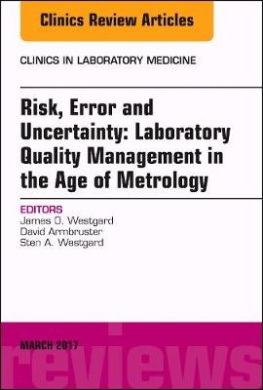 Clinics Review Articles
CLINICS IN LABORATORY MEDICINE
Risk, Error and
Uncertainty: Laboratory
Quality Management in
the Age of Metrology
EDITORS
James O. Westgard
David Armbruster
Sten A. Westgard
MARCH 2017
reviews